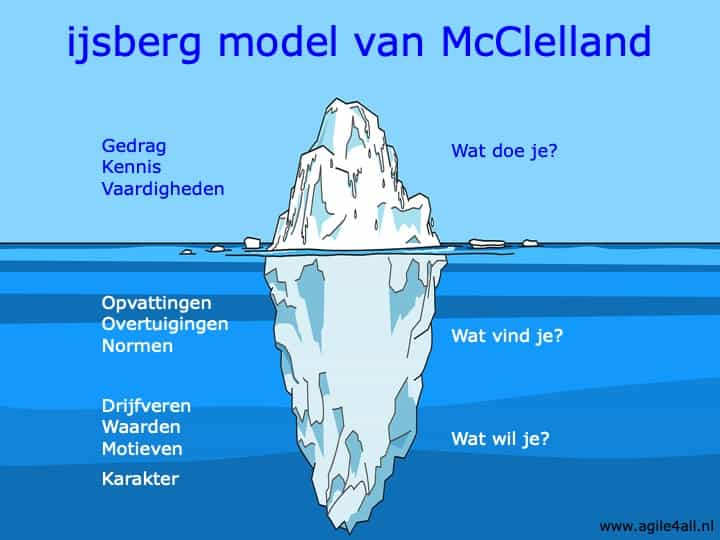 ijsberg model van McClelland
Gedrag
Kennis
Vaardigheden
Wat doe je?
Opvattingen
Overtuigingen
Normen
Wat vind je?
Drijfveren
Waarden
Motieven
Karakter
Wat wil je?
www.agile4all.nl